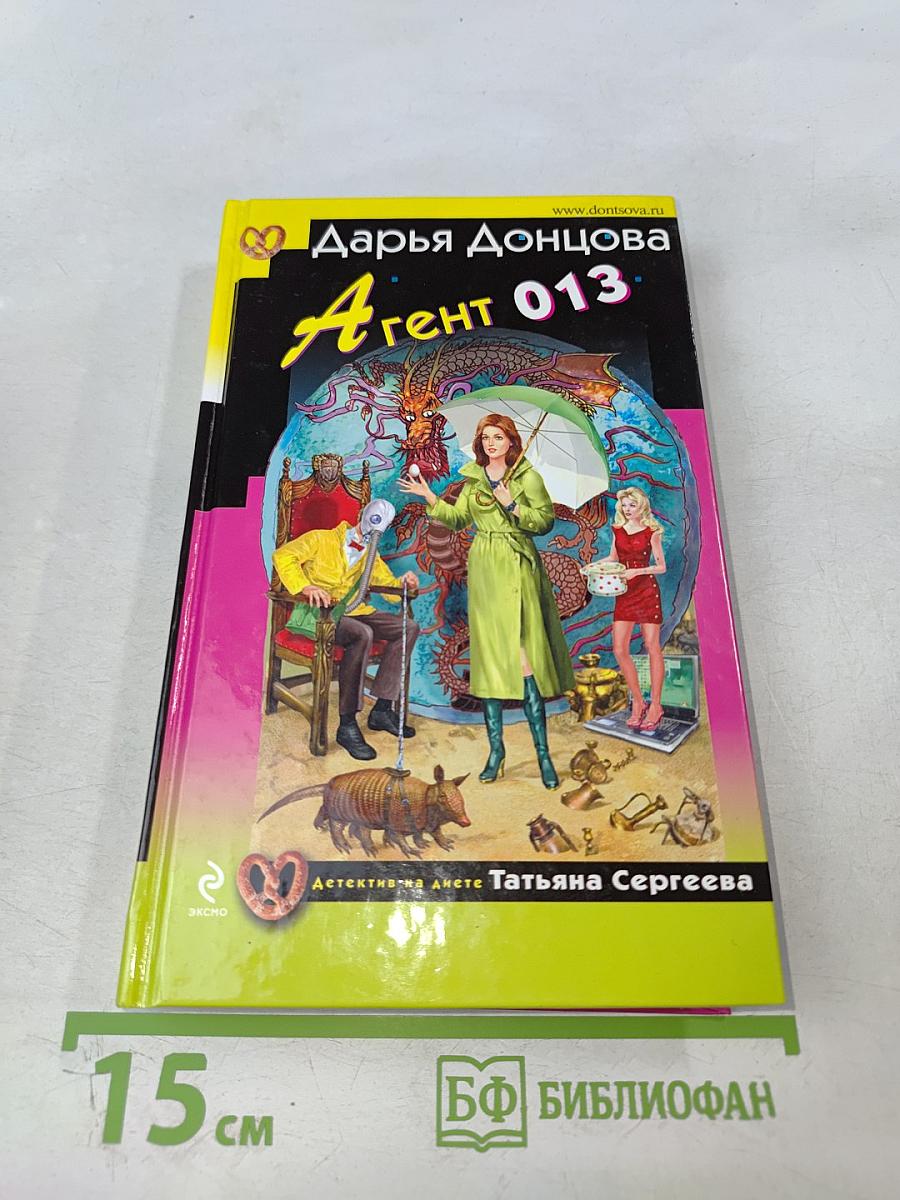 www.dontsova.ru
Дарья Донцова
Агент 013
Детектив на диете Татьяна Сергеева
ЭКСМО
15 см
БФ БИБЛИОФАН